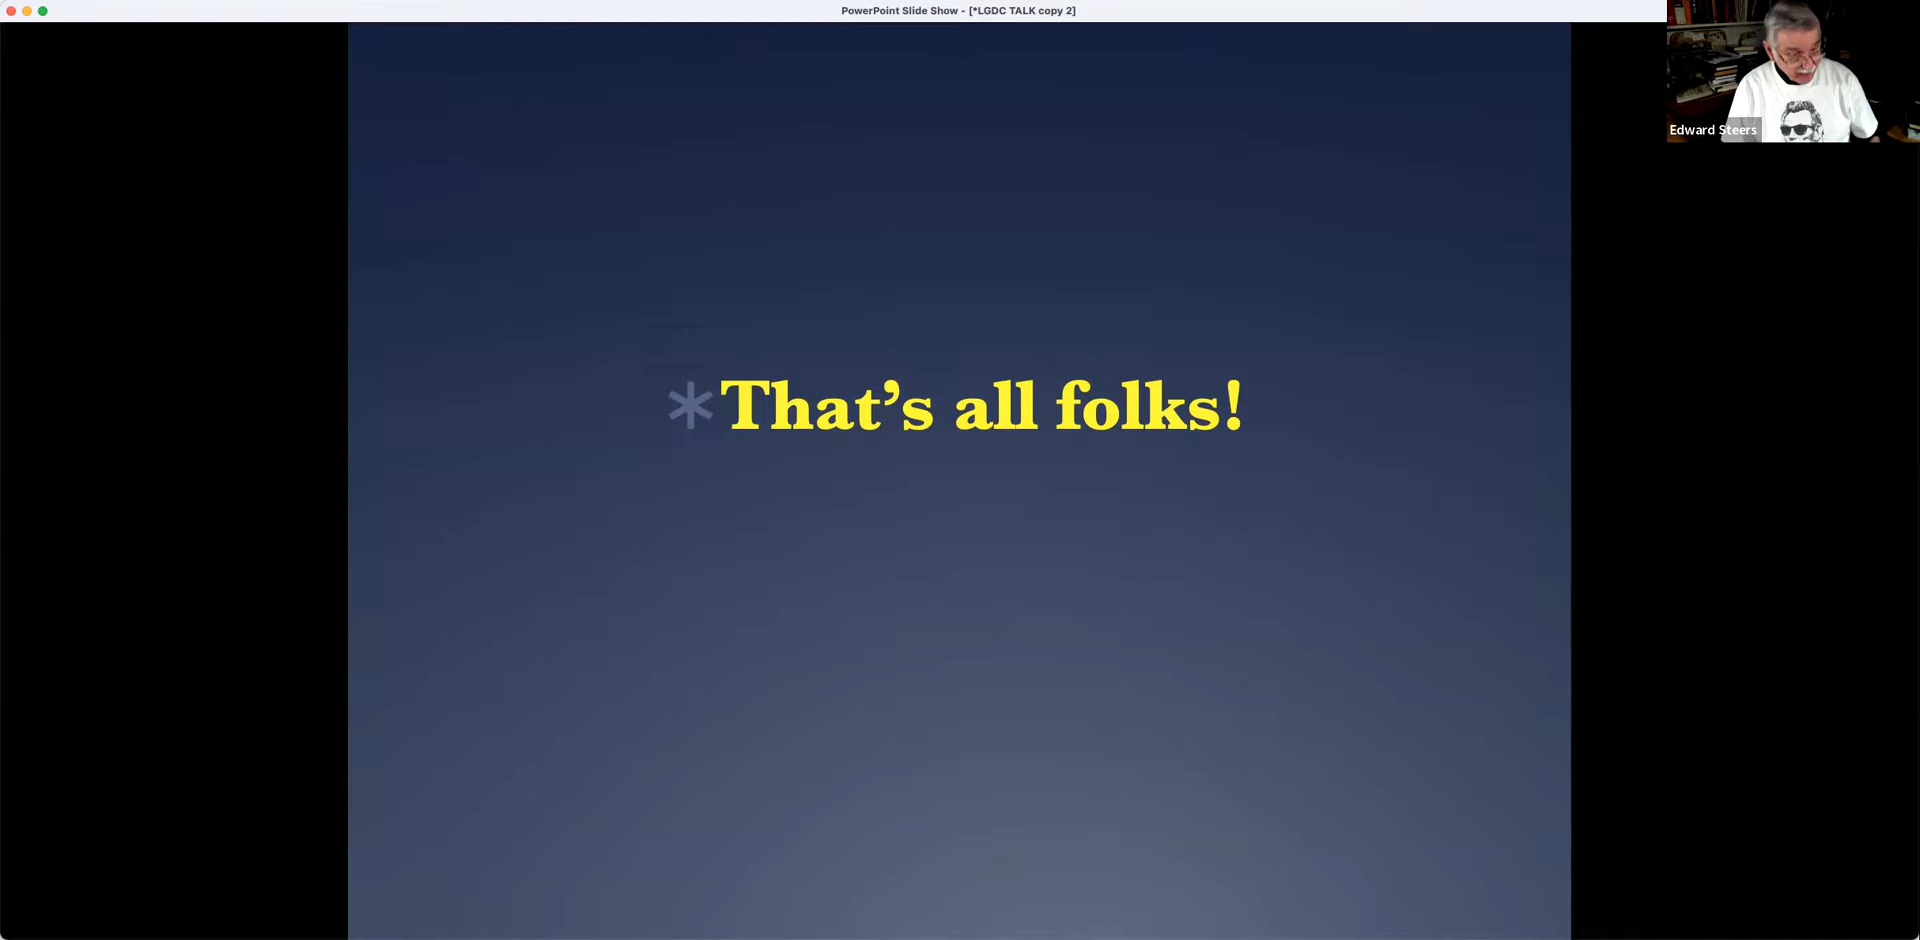 PowerPoint Slide Show - [*LGDC TALK copy 2]
Edward Steers
*That’s all folks!